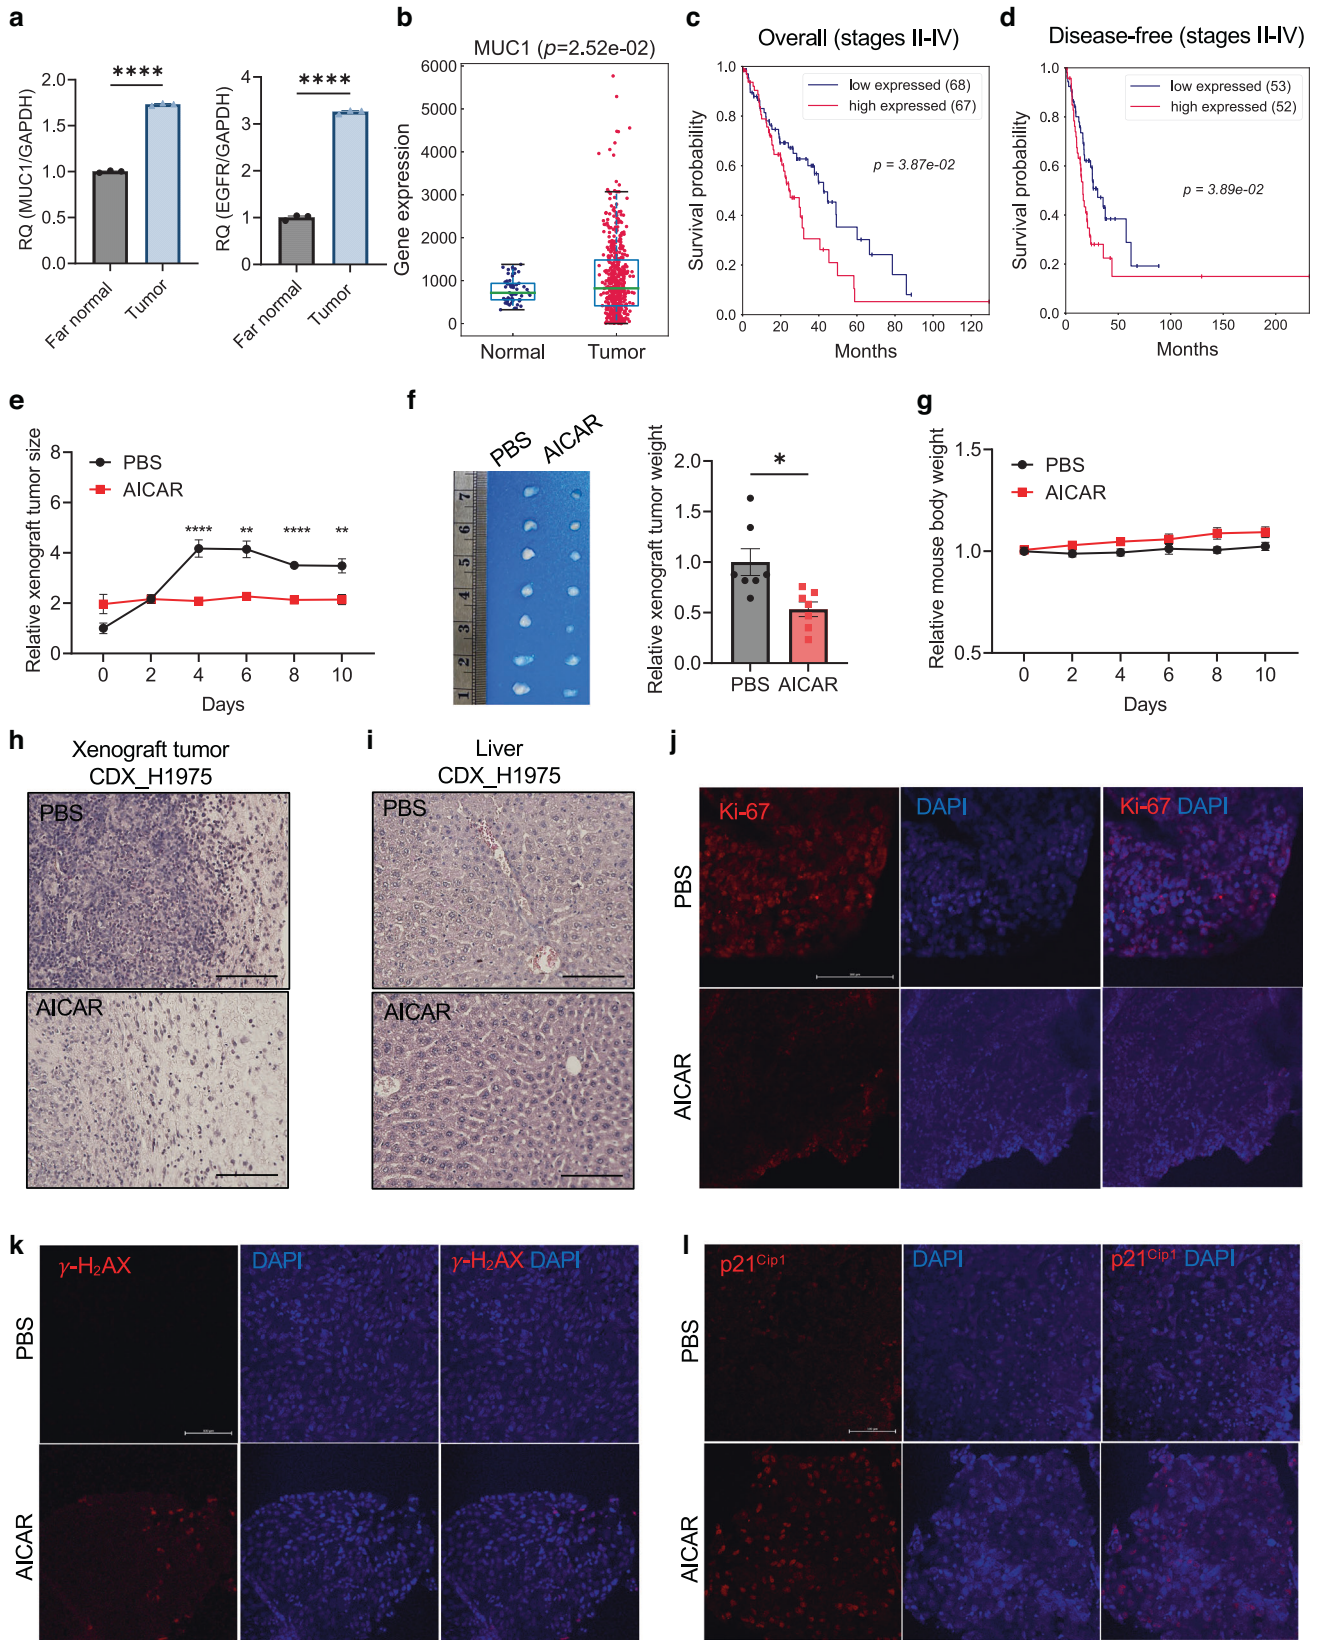 a
RQ (MUC1/GAPDH)
2.0
1.5
1.0
0.5
0.0
****
Far normal
Tumor
RQ (EGFR/GAPDH)
4
3
2
1
0
****
Far normal
Tumor
b
MUC1 (p=2.52e-02)
Gene expression
6000
5000
4000
3000
2000
1000
0
Normal
Tumor
c
Overall (stages II-IV)
Survival probability
1.0
0.8
0.6
0.4
0.2
0.0
low expressed (68)
high expressed (67)
p = 3.87e-02
0 20 40 60 80 100 120
Months
d
Disease-free (stages II-IV)
Survival probability
1.0
0.8
0.6
0.4
0.2
0.0
low expressed (53)
high expressed (52)
p = 3.89e-02
0 50 100 150 200
Months
e
Relative xenograft tumor size
8
6
4
2
0
PBS
AICAR
**** ** **** **
0 2 4 6 8 10
Days
f
PBS AICAR
7
6
5
4
3
2
1
Relative xenograft tumor weight
2.0
1.5
1.0
0.5
0.0
*
PBS AICAR
g
Relative mouse body weight
1.5
1.0
0.5
PBS
AICAR
0 2 4 6 8 10
Days
h
Xenograft tumor
CDX_H1975
PBS
AICAR
i
Liver
CDX_H1975
PBS
AICAR
j
Ki-67
DAPI
Ki-67 DAPI
PBS
AICAR
k
γ-H₂AX
DAPI
γ-H₂AX DAPI
PBS
AICAR
l
p21Cip1
DAPI
p21Cip1 DAPI
PBS
AICAR